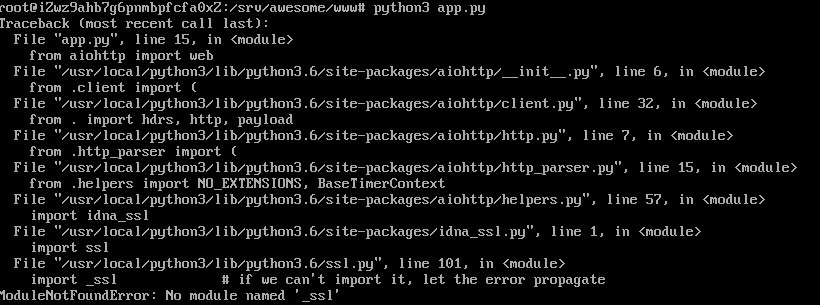 root@iZwz9ahb7g6pnmbpfcfa0xZ:/srv/awesome/www# python3 app.py
Traceback (most recent call last):
  File "app.py", line 15, in <module>
    from aiohttp import web
  File "/usr/local/python3/lib/python3.6/site-packages/aiohttp/__init__.py", line 6, in <module>
    from .client import (
  File "/usr/local/python3/lib/python3.6/site-packages/aiohttp/client.py", line 32, in <module>
    from . import hdrs, http, payload
  File "/usr/local/python3/lib/python3.6/site-packages/aiohttp/http.py", line 7, in <module>
    from .http_parser import (
  File "/usr/local/python3/lib/python3.6/site-packages/aiohttp/http_parser.py", line 15, in <module>
    from .helpers import NO_EXTENSIONS, BaseTimerContext
  File "/usr/local/python3/lib/python3.6/site-packages/aiohttp/helpers.py", line 57, in <module>
    import idna_ssl
  File "/usr/local/python3/lib/python3.6/site-packages/idna_ssl.py", line 1, in <module>
    import ssl
  File "/usr/local/python3/lib/python3.6/ssl.py", line 101, in <module>
    import _ssl             # if we can't import it, let the error propagate
ModuleNotFoundError: No module named '_ssl'